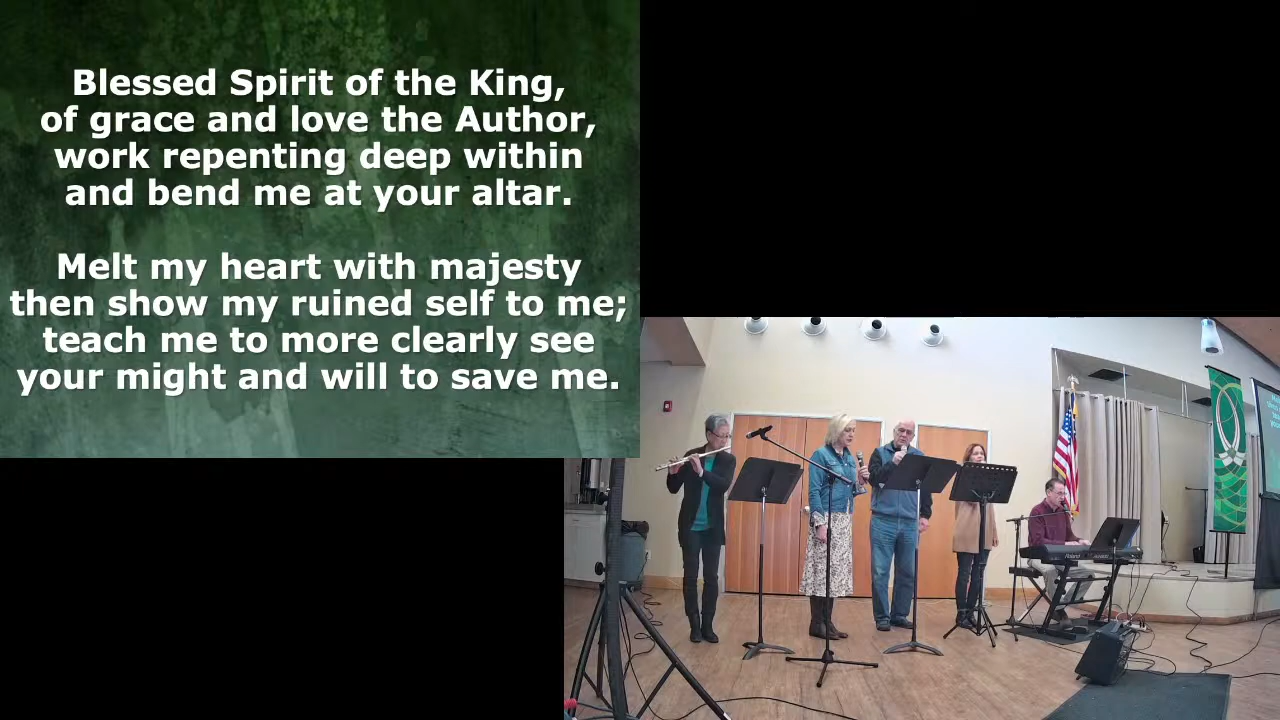 Blessed Spirit of the King,
of grace and love the Author,
work repenting deep within
and bend me at your altar.
Melt my heart with majesty
then show my ruined self to me;
teach me to more clearly see
your might and will to save me.
Roland